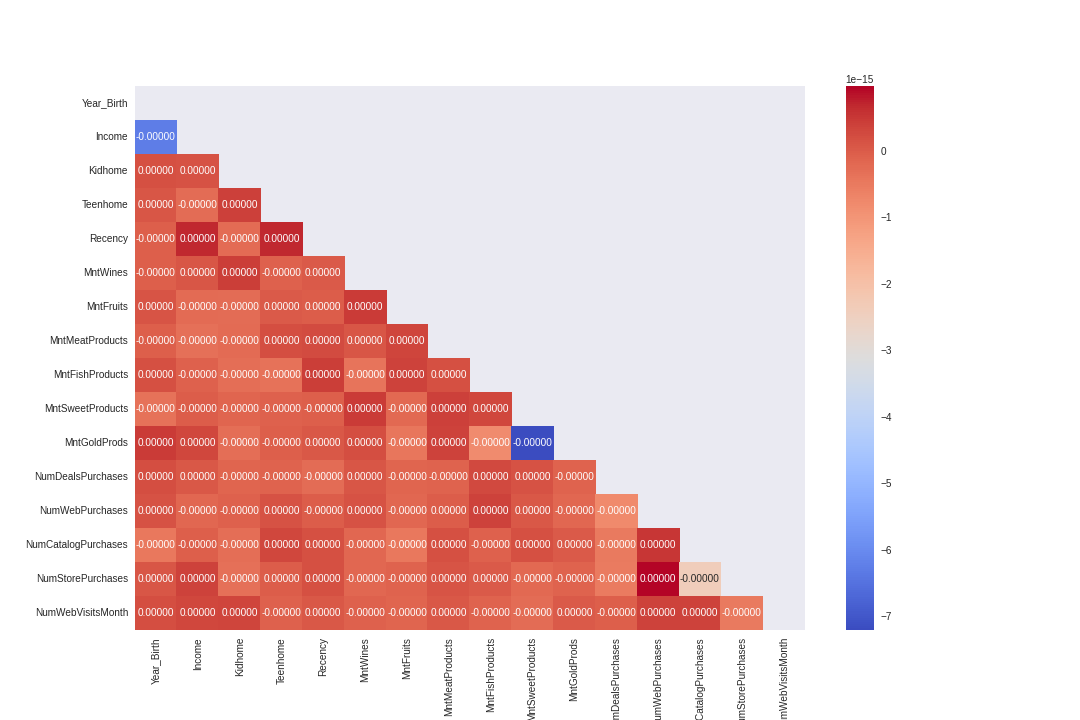 1e−15
Year_Birth
Income -0.00000
Kidhome 0.00000 0.00000
Teenhome 0.00000 -0.00000 0.00000
Recency -0.00000 0.00000 -0.00000 0.00000
MntWines -0.00000 0.00000 0.00000 -0.00000 0.00000
MntFruits 0.00000 -0.00000 -0.00000 0.00000 -0.00000 0.00000
MntMeatProducts -0.00000 -0.00000 -0.00000 0.00000 0.00000 0.00000 0.00000
MntFishProducts 0.00000 -0.00000 -0.00000 -0.00000 0.00000 -0.00000 0.00000 0.00000
MntSweetProducts -0.00000 -0.00000 -0.00000 -0.00000 -0.00000 0.00000 -0.00000 0.00000 0.00000
MntGoldProds 0.00000 0.00000 -0.00000 -0.00000 0.00000 0.00000 -0.00000 0.00000 -0.00000 -0.00000
NumDealsPurchases 0.00000 0.00000 -0.00000 -0.00000 -0.00000 0.00000 -0.00000 -0.00000 0.00000 0.00000 -0.00000
NumWebPurchases 0.00000 -0.00000 -0.00000 0.00000 -0.00000 0.00000 -0.00000 -0.00000 0.00000 0.00000 -0.00000 -0.00000
NumCatalogPurchases -0.00000 -0.00000 -0.00000 0.00000 0.00000 -0.00000 -0.00000 0.00000 -0.00000 0.00000 0.00000 -0.00000 0.00000
NumStorePurchases 0.00000 0.00000 -0.00000 -0.00000 0.00000 -0.00000 -0.00000 0.00000 0.00000 -0.00000 -0.00000 -0.00000 0.00000 -0.00000
NumWebVisitsMonth 0.00000 0.00000 0.00000 -0.00000 0.00000 -0.00000 -0.00000 0.00000 -0.00000 -0.00000 0.00000 -0.00000 0.00000 0.00000 -0.00000
Year_Birth
Income
Kidhome
Teenhome
Recency
MntWines
MntFruits
MntMeatProducts
MntFishProducts
MntSweetProducts
MntGoldProds
mDealsPurchases
umWebPurchases
CatalogPurchases
mStorePurchases
mWebVisitsMonth
0
−1
−2
−3
−4
−5
−6
−7